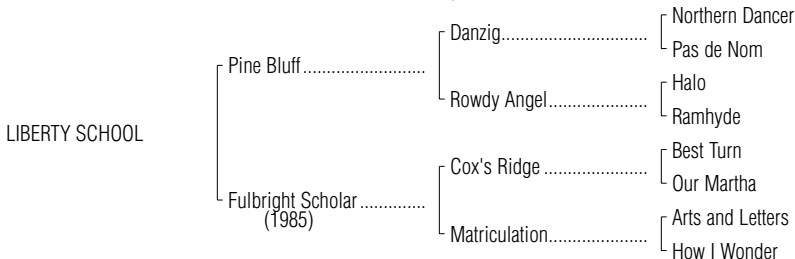 Northern Dancer
Danzig..............................
Pas de Nom
Pine Bluff.........................
Halo
Rowdy Angel....................
Ramhyde
LIBERTY SCHOOL
Best Turn
Cox's Ridge .....................
Our Martha
Fulbright Scholar ..............
(1985)
Arts and Letters
Matriculation....................
How I Wonder